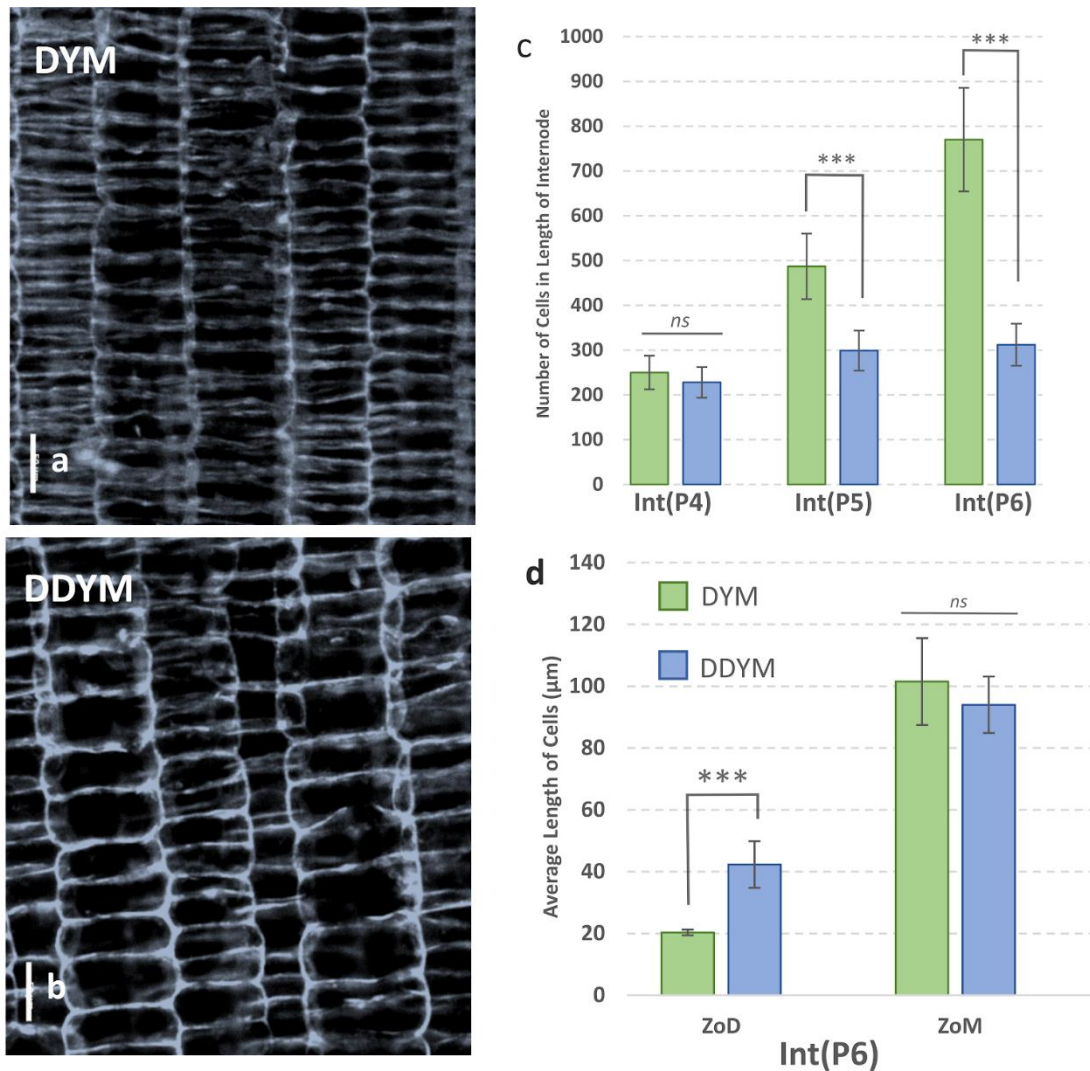 DYM
a
DDYM
b
c
Number of Cells in Length of Internode
1000
900
800
700
600
500
400
300
200
100
0
ns
***
***
Int(P4)
Int(P5)
Int(P6)
d
Average Length of Cells (µm)
140
120
100
80
60
40
20
0
DYM
DDYM
***
ns
ZoD
ZoM
Int(P6)